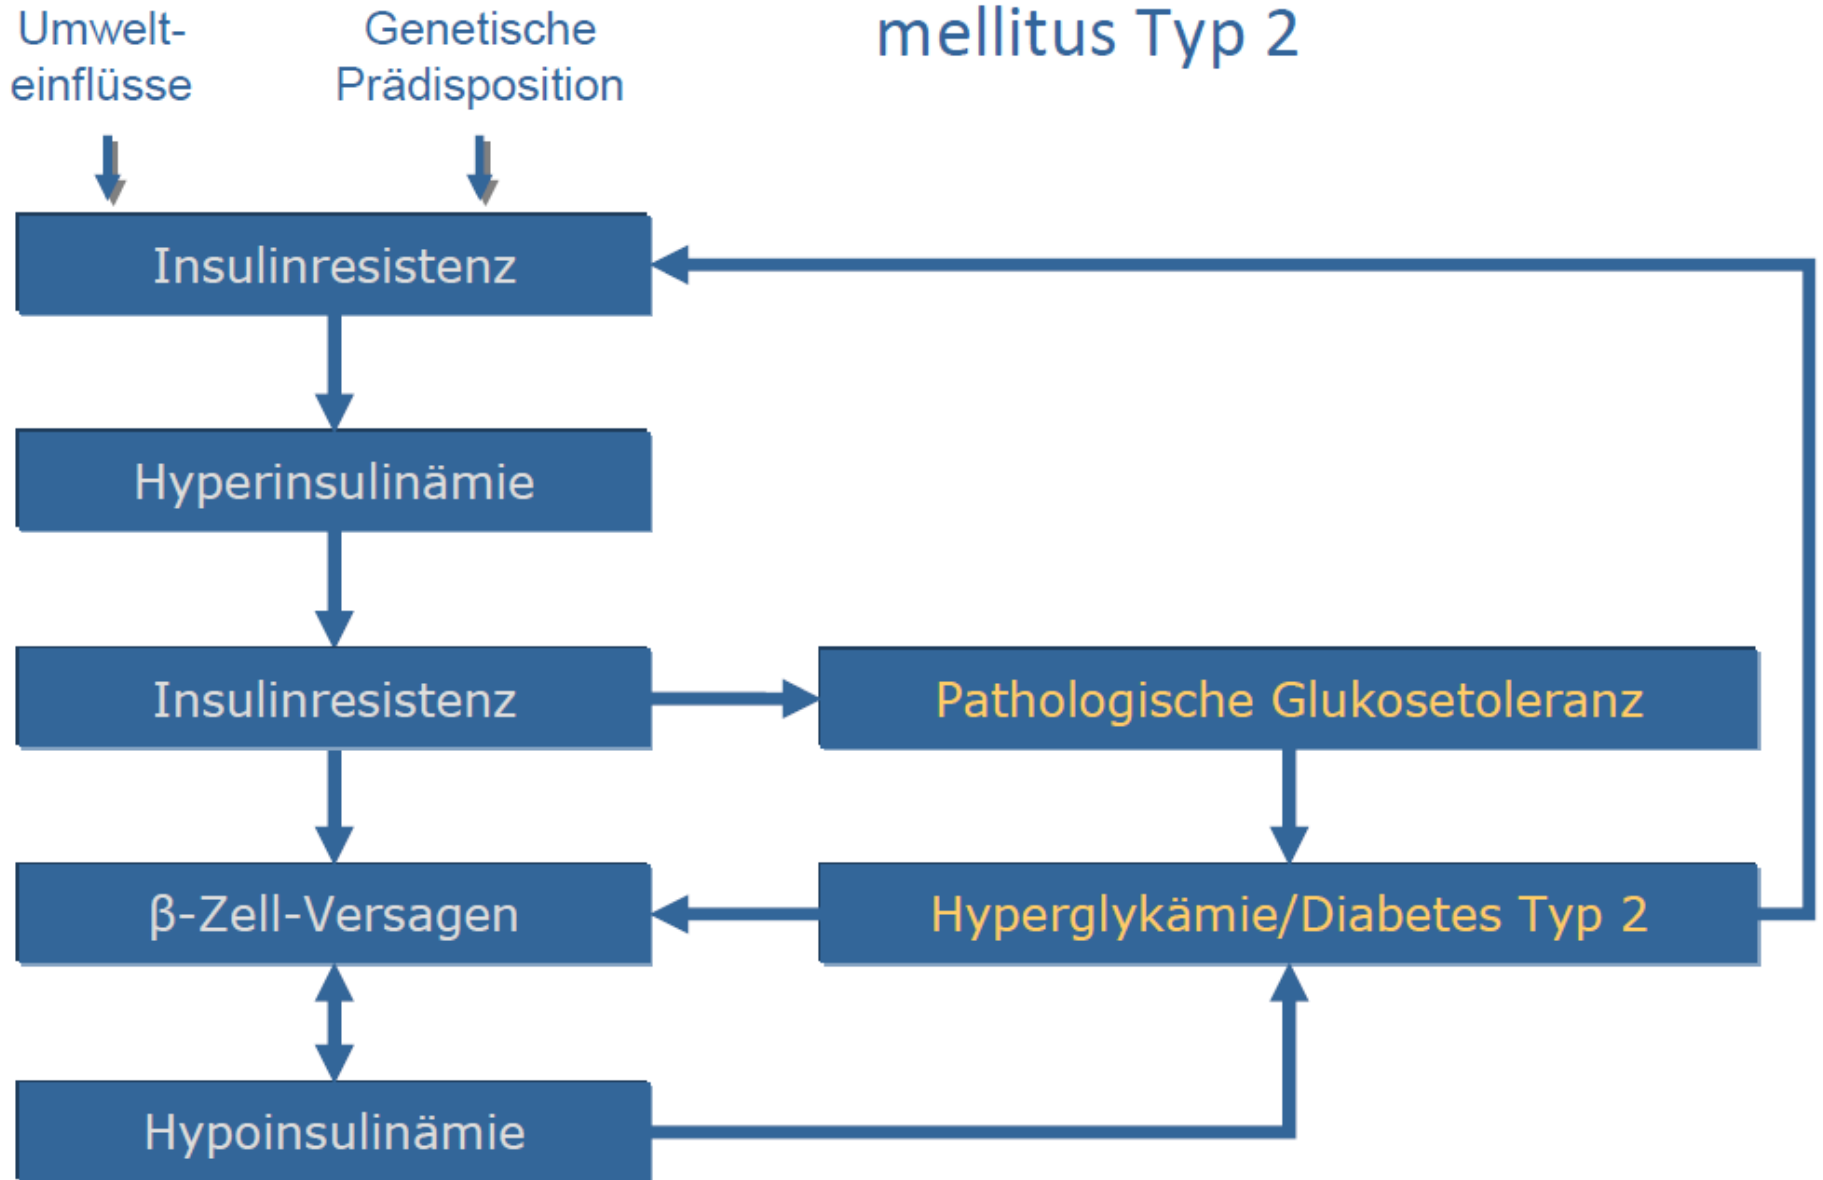 Umwelt-
einflüsse
Genetische
Prädisposition
mellitus Typ 2
Insulinresistenz
Hyperinsulinämie
Insulinresistenz
Pathologische Glukosetoleranz
β-Zell-Versagen
Hyperglykämie/Diabetes Typ 2
Hypoinsulinämie